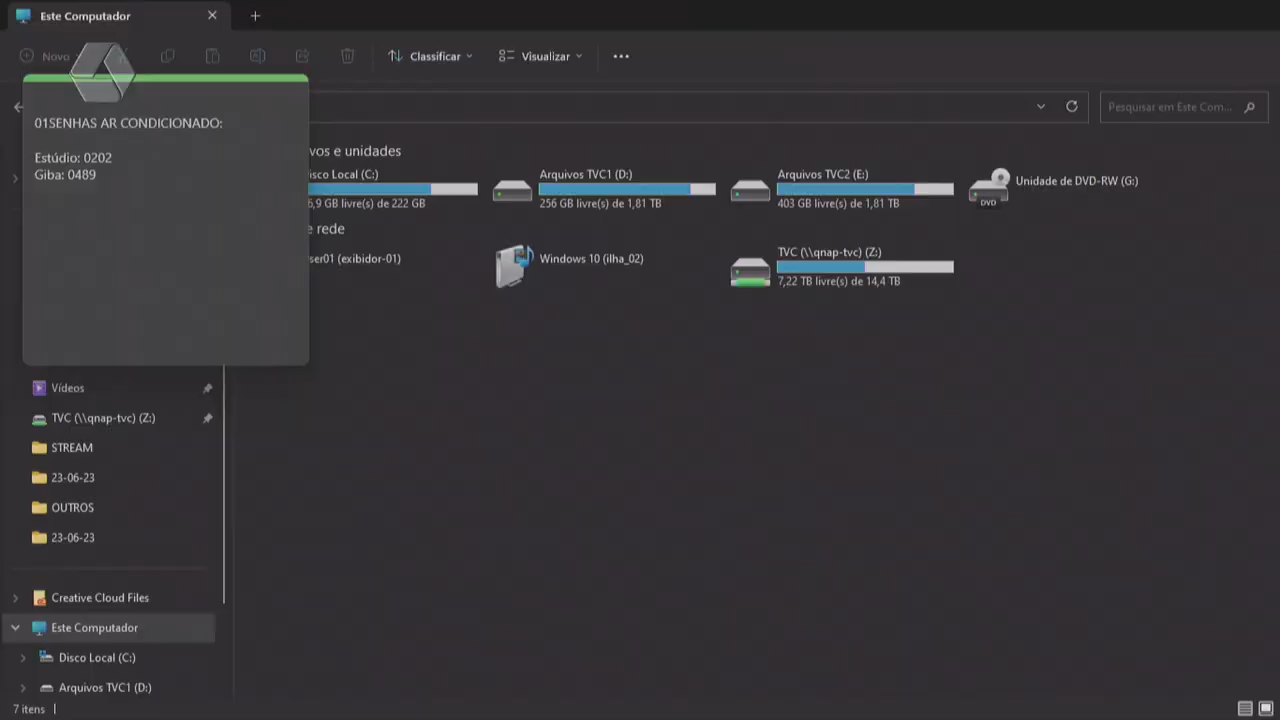 Este Computador
Novo
Classificar
Visualizar
Pesquisar em Este Com...
01SENHAS AR CONDICIONADO:
Estúdio: 0202
Giba: 0489
vos e unidades
isco Local (C:)
6,9 GB livre(s) de 222 GB
Arquivos TVC1 (D:)
256 GB livre(s) de 1,81 TB
Arquivos TVC2 (E:)
403 GB livre(s) de 1,81 TB
Unidade de DVD-RW (G:)
DVD
e rede
ser01 (exibidor-01)
Windows 10 (ilha_02)
TVC (\\qnap-tvc) (Z:)
7,22 TB livre(s) de 14,4 TB
Vídeos
TVC (\\qnap-tvc) (Z:)
STREAM
23-06-23
OUTROS
23-06-23
Creative Cloud Files
Este Computador
Disco Local (C:)
Arquivos TVC1 (D:)
7 itens